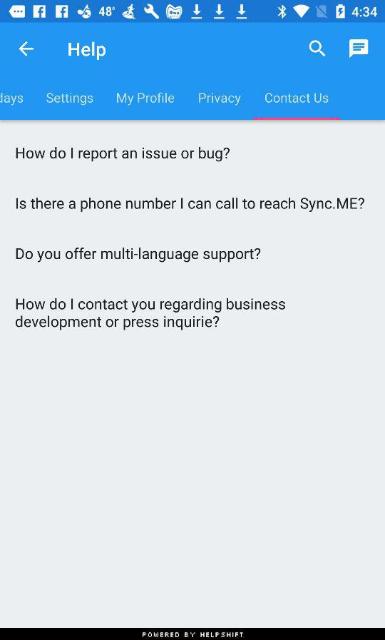 48° 4:34
Help
days Settings My Profile Privacy Contact Us
How do I report an issue or bug?
Is there a phone number I can call to reach Sync.ME?
Do you offer multi-language support?
How do I contact you regarding business
development or press inquirie?
POWERED BY HELPSHIFT